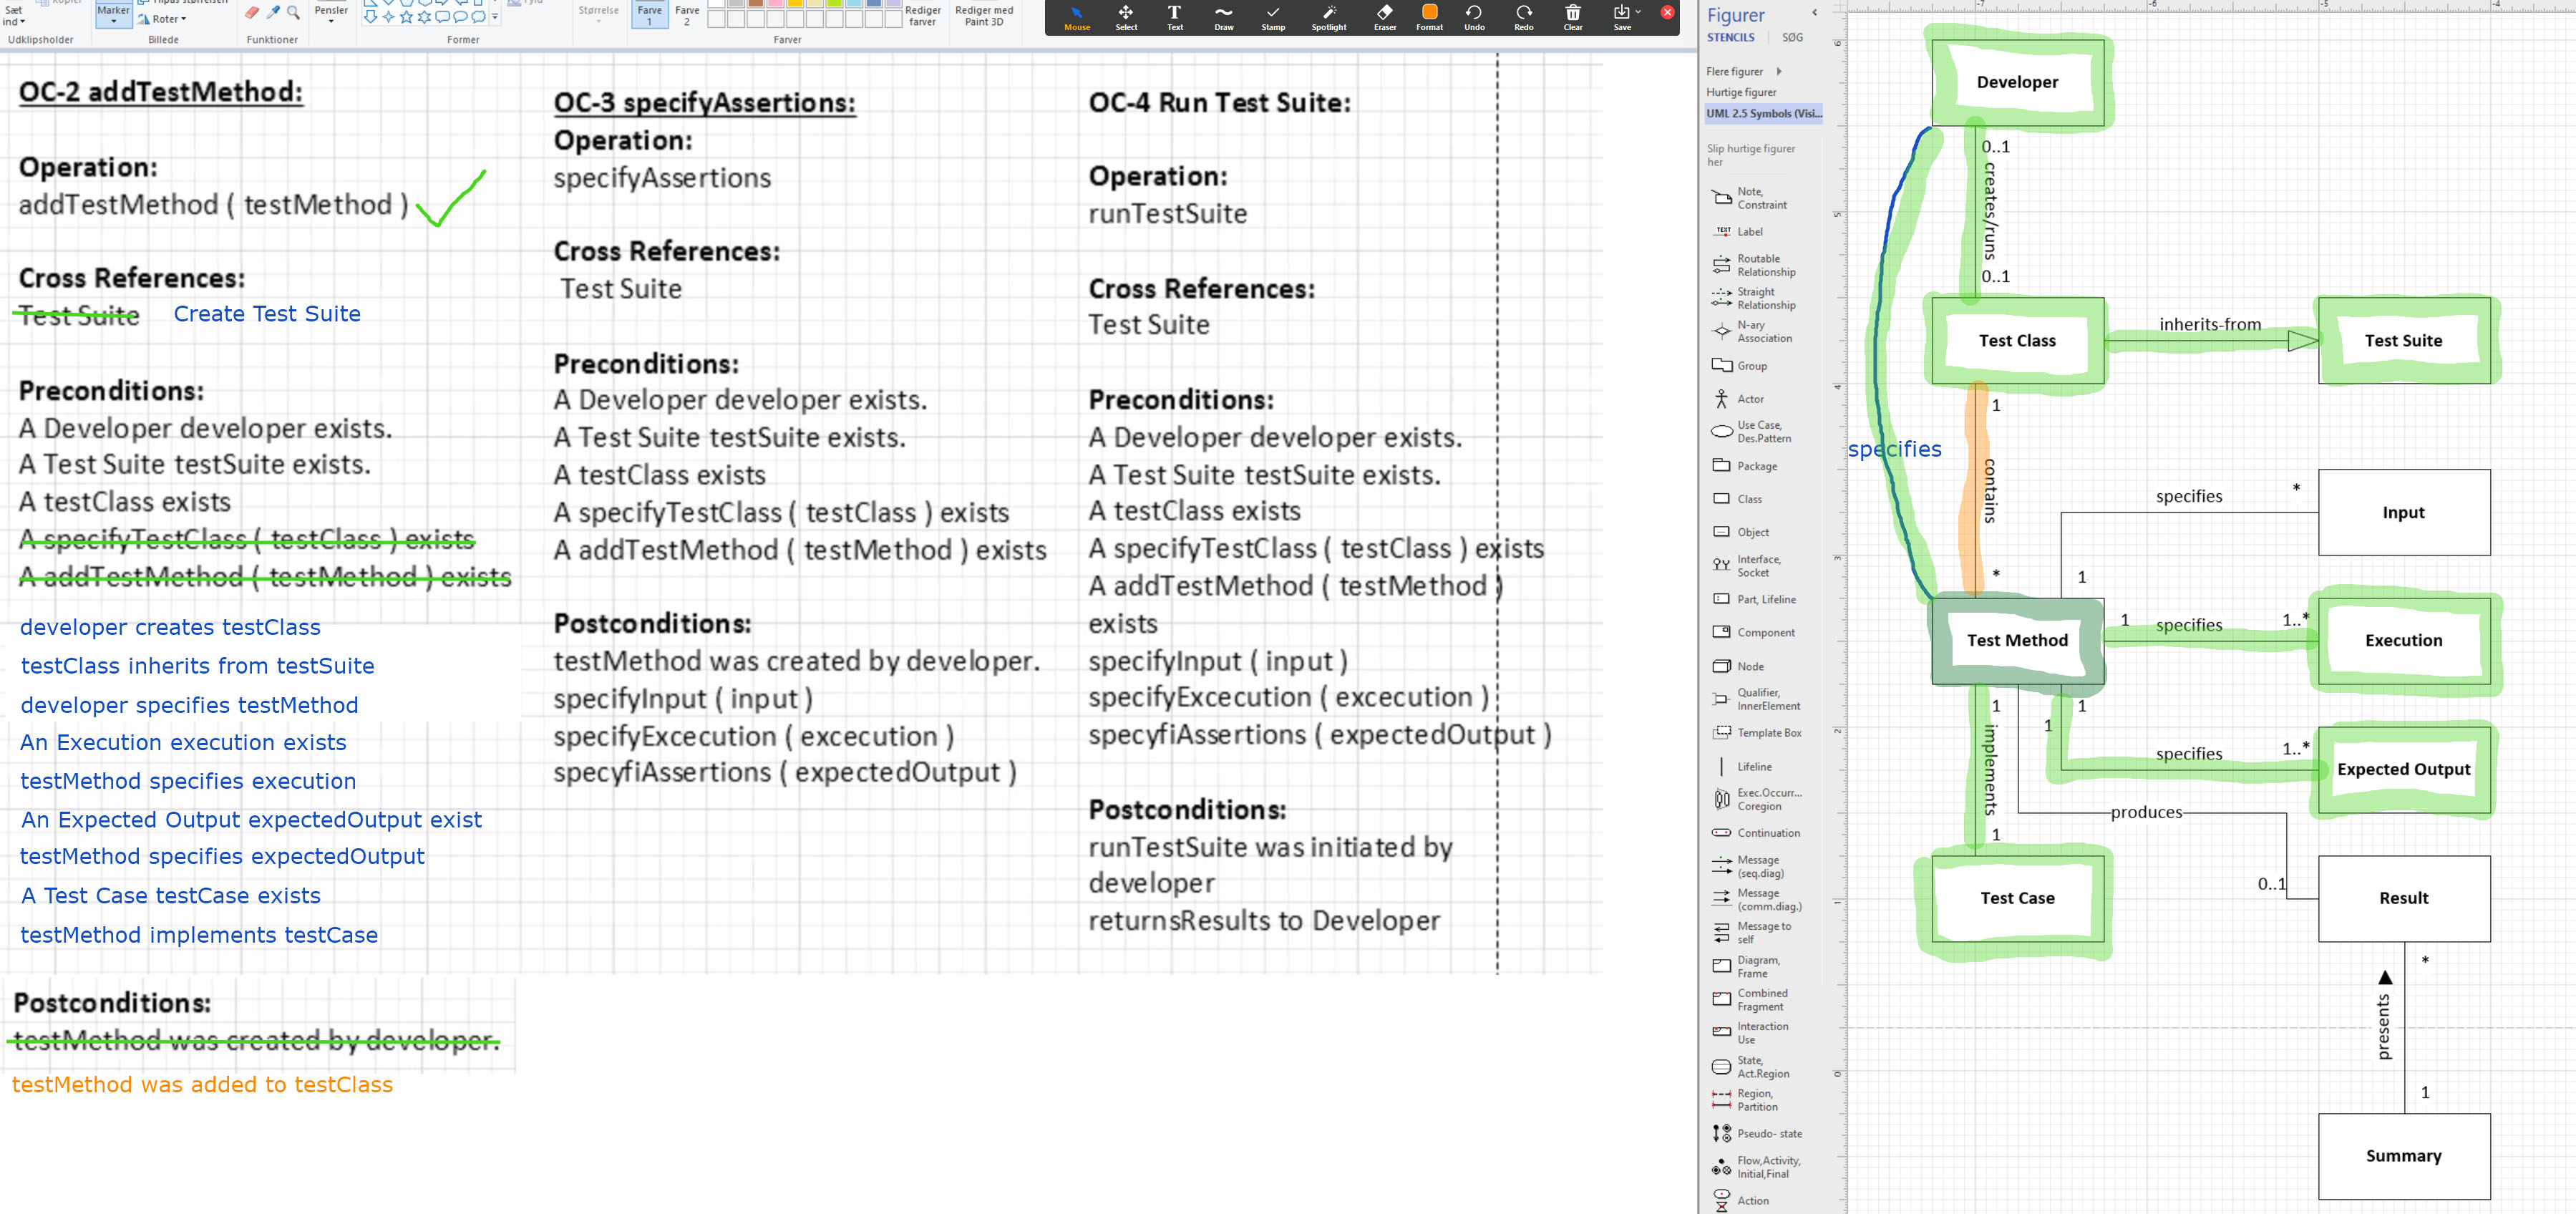 Sæt
ind
Kopier
Udklipsholder
Marker
Roter
Billede
Funktioner
Pensler
Former
Fyld
Størrelse
Farve
1
Farve
2
Rediger
farver
Farver
Rediger med
Paint 3D
Mouse
Select
Text
Draw
Stamp
Spotlight
Eraser
Format
Undo
Redo
Clear
Save
OC-2 addTestMethod:
Operation:
addTestMethod ( testMethod )
Cross References:
Test Suite
Create Test Suite
Preconditions:
A Developer developer exists.
A Test Suite testSuite exists.
A testClass exists
A specifyTestClass ( testClass ) exists
A addTestMethod ( testMethod ) exists
developer creates testClass
testClass inherits from testSuite
developer specifies testMethod
An Execution execution exists
testMethod specifies execution
An Expected Output expectedOutput exist
testMethod specifies expectedOutput
A Test Case testCase exists
testMethod implements testCase
Postconditions:
testMethod was created by developer.
testMethod was added to testClass
OC-3 specifyAssertions:
Operation:
specifyAssertions
Cross References:
Test Suite
Preconditions:
A Developer developer exists.
A Test Suite testSuite exists.
A testClass exists
A specifyTestClass ( testClass ) exists
A addTestMethod ( testMethod ) exists
Postconditions:
testMethod was created by developer.
specifyInput ( input )
specifyExcecution ( excecution )
specyfiAssertions ( expectedOutput )
OC-4 Run Test Suite:
Operation:
runTestSuite
Cross References:
Test Suite
Preconditions:
A Developer developer exists.
A Test Suite testSuite exists.
A testClass exists
A specifyTestClass ( testClass ) exists
A addTestMethod ( testMethod )
exists
specifyInput ( input )
specifyExcecution ( excecution )
specyfiAssertions ( expectedOutput )
Postconditions:
runTestSuite was initiated by
developer
returnsResults to Developer
Figurer
STENCILS
SØG
Flere figurer
Hurtige figurer
UML 2.5 Symbols (Visi...
Slip hurtige figurer
her
Note,
Constraint
TEXT
Label
Routable
Relationship
Straight
Relationship
N-ary
Association
Group
Actor
Use Case,
Des.Pattern
Package
Class
Object
Interface,
Socket
Part, Lifeline
Component
Node
Qualifier,
InnerElement
Template Box
Lifeline
Exec.Occurr...
Coregion
Continuation
Message
(seq.diag)
Message
(comm.diag.)
Message to
self
Diagram,
Frame
Combined
Fragment
Interaction
Use
State,
Act.Region
Region,
Partition
Pseudo- state
Flow,Activity,
Initial,Final
Action
-7
-6
-5
-4
6
5
4
3
2
1
0
Developer
0..1
creates/runs
0..1
Test Class
inherits-from
Test Suite
1
specifies
contains
*
specifies
*
1
Input
Test Method
1
specifies
1..*
Execution
1
1
1
implements
1
specifies
1..*
Expected Output
produces
0..1
Test Case
Result
*
presents
1
Summary